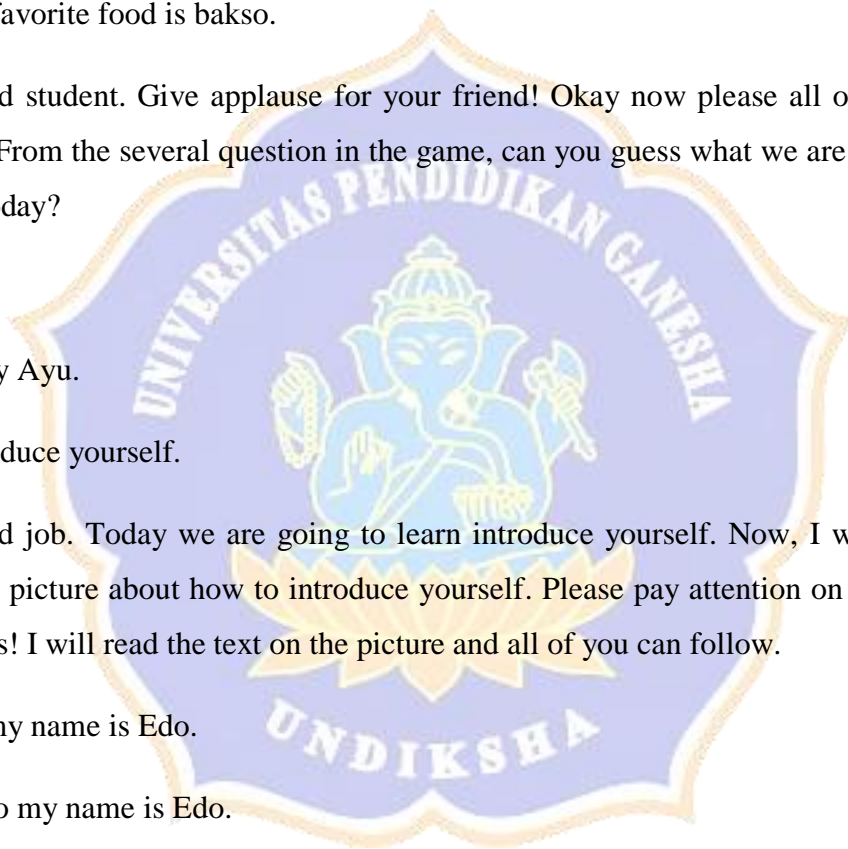 favorite food is bakso.
d student. Give applause for your friend! Okay now please all o
From the several question in the game, can you guess what we are
day?
UNIVERSITAS PENDIDIKAN GANESHA
y Ayu.
duce yourself.
d job. Today we are going to learn introduce yourself. Now, I w
picture about how to introduce yourself. Please pay attention on
s! I will read the text on the picture and all of you can follow.
my name is Edo.
UNDIKSHA
o my name is Edo.